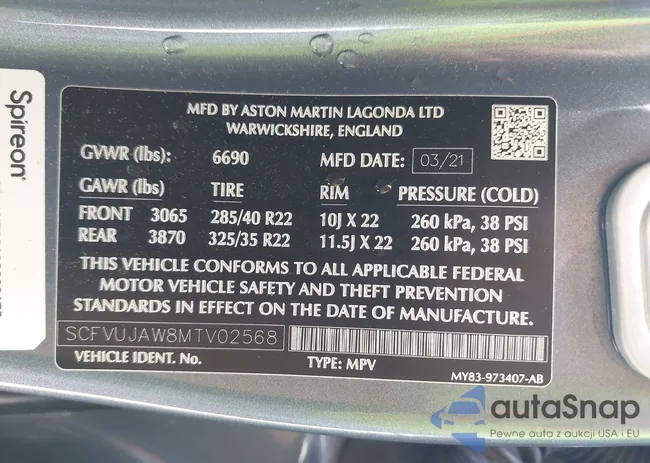 Spireon
MFD BY ASTON MARTIN LAGONDA LTD
WARWICKSHIRE, ENGLAND
GVWR (lbs): 6690 MFD DATE: 03/21
GAWR (lbs) TIRE RIM PRESSURE (COLD)
FRONT 3065 285/40 R22 10J X 22 260 kPa, 38 PSI
REAR 3870 325/35 R22 11.5J X 22 260 kPa, 38 PSI
THIS VEHICLE CONFORMS TO ALL APPLICABLE FEDERAL
MOTOR VEHICLE SAFETY AND THEFT PREVENTION
STANDARDS IN EFFECT ON THE DATE OF MANUFACTURE.
SCFVUJAW8MTV02568
VEHICLE IDENT. No. TYPE: MPV
MY83-973407-AB
autaSnap
Pewne auta z aukcji USA i EU